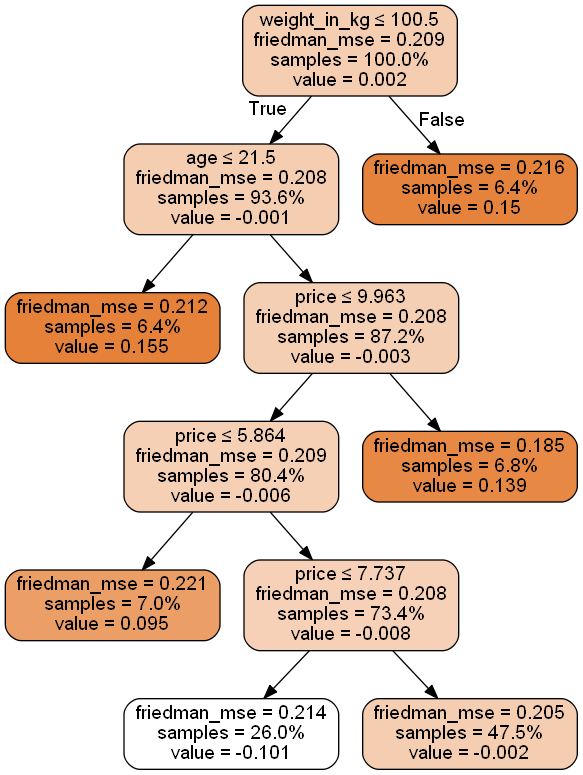 weight_in_kg ≤ 100.5
friedman_mse = 0.209
samples = 100.0%
value = 0.002
True
False
age ≤ 21.5
friedman_mse = 0.208
samples = 93.6%
value = -0.001
friedman_mse = 0.216
samples = 6.4%
value = 0.15
friedman_mse = 0.212
samples = 6.4%
value = 0.155
price ≤ 9.963
friedman_mse = 0.208
samples = 87.2%
value = -0.003
price ≤ 5.864
friedman_mse = 0.209
samples = 80.4%
value = -0.006
friedman_mse = 0.185
samples = 6.8%
value = 0.139
friedman_mse = 0.221
samples = 7.0%
value = 0.095
price ≤ 7.737
friedman_mse = 0.208
samples = 73.4%
value = -0.008
friedman_mse = 0.214
samples = 26.0%
value = -0.101
friedman_mse = 0.205
samples = 47.5%
value = -0.002